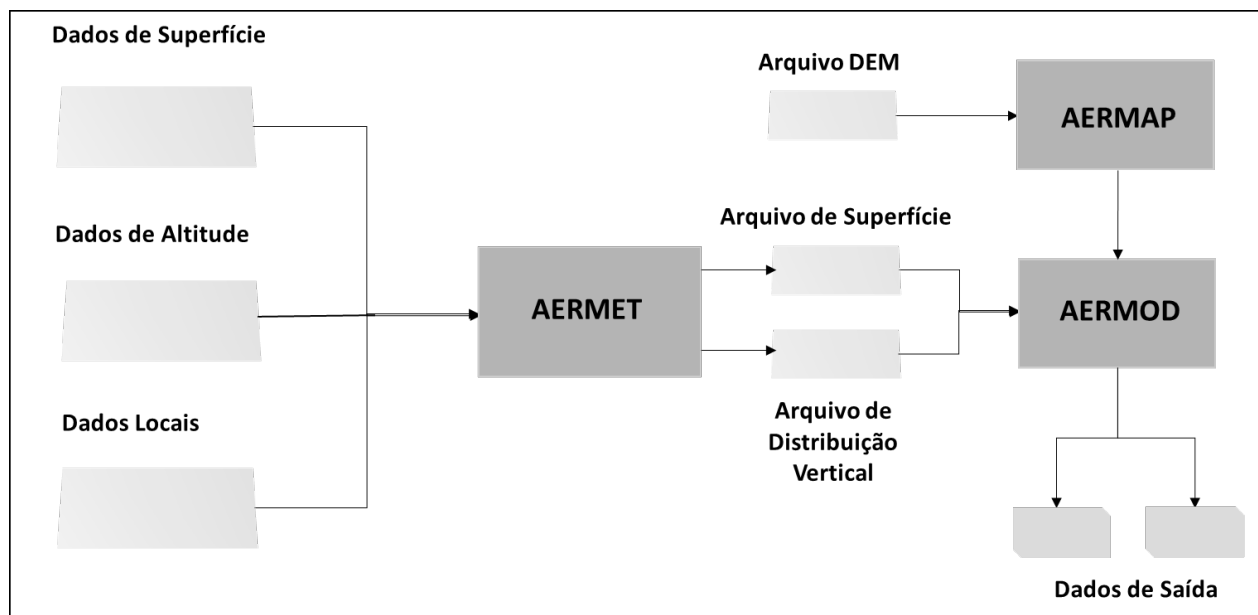 Dados de Superfície
Arquivo DEM
AERMAP
Arquivo de Superfície
Dados de Altitude
AERMET
AERMOD
Dados Locais
Arquivo de
Distribuição
Vertical
Dados de Saída